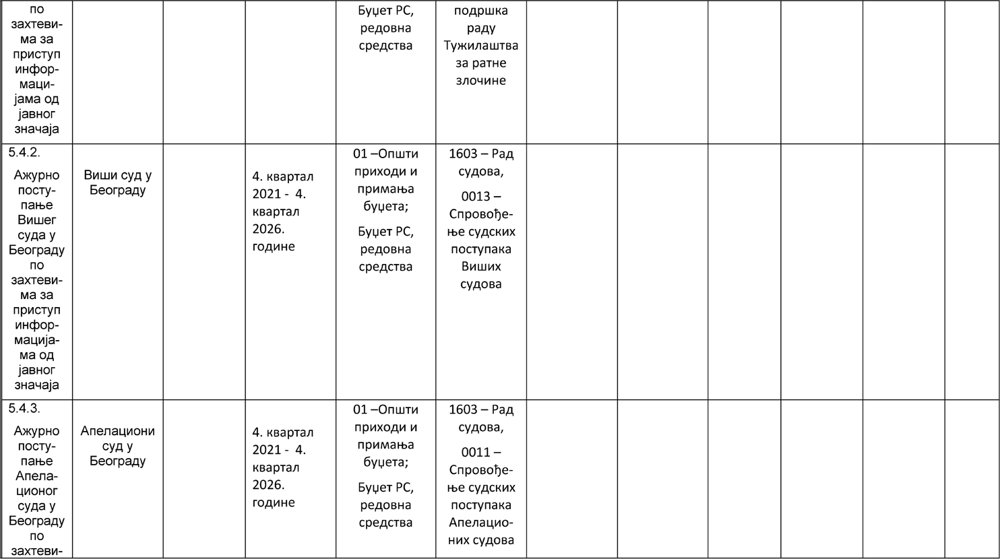 по
захтеви-
ма за
приступ
инфор-
маци-
јама од
јавног
значаја
Буџет РС,
редовна
средства
подршка
раду
Тужилаштва
за ратне
злочине
5.4.2.
Ажурно
посту-
пање
Вишег
суда у
Београду
по
захтеви-
ма за
приступ
инфор-
мација-
ма од
јавног
значаја
Виши суд у
Београду
4. квартал
2021 - 4.
квартал
2026.
године
01 –Општи
приходи и
примања
буџета;
Буџет РС,
редовна
средства
1603 – Рад
судова,
0013 –
Спровође-
ње судских
поступака
Виших
судова
5.4.3.
Ажурно
посту-
пање
Апела-
ционог
суда у
Београду
по
захтеви-
Апелациони
суд у
Београду
4. квартал
2021 - 4.
квартал
2026.
године
01 –Општи
приходи и
примања
буџета;
Буџет РС,
редовна
средства
1603 – Рад
судова,
0011 –
Спровође-
ње судских
поступака
Апелацио-
них судова